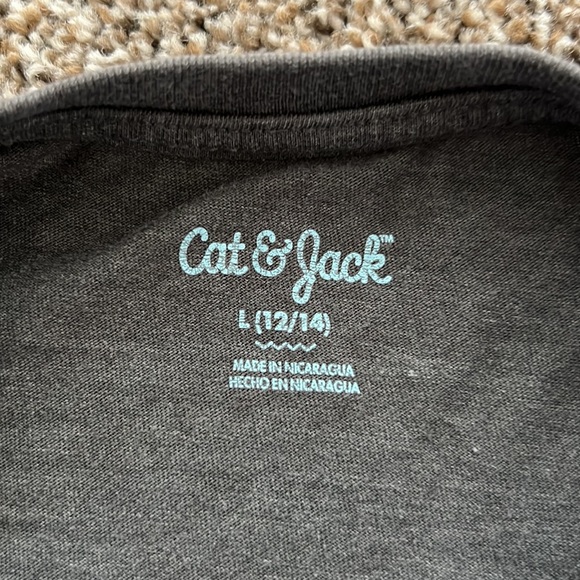 Cat & Jack™
L (12/14)
MADE IN NICARAGUA
HECHO EN NICARAGUA